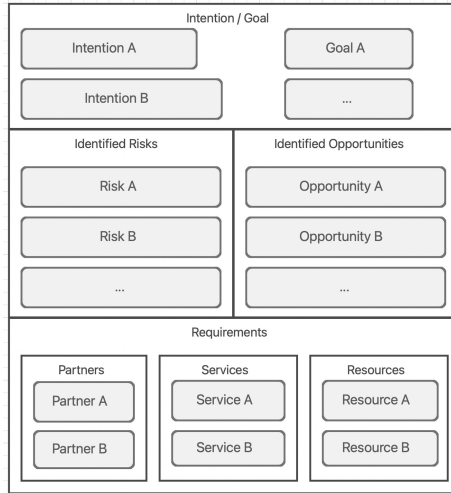 Intention / Goal
Intention A
Goal A
Intention B
...
Identified Risks
Risk A
Risk B
...
Identified Opportunities
Opportunity A
Opportunity B
...
Requirements
Partners
Partner A
Partner B
Services
Service A
Service B
Resources
Resource A
Resource B